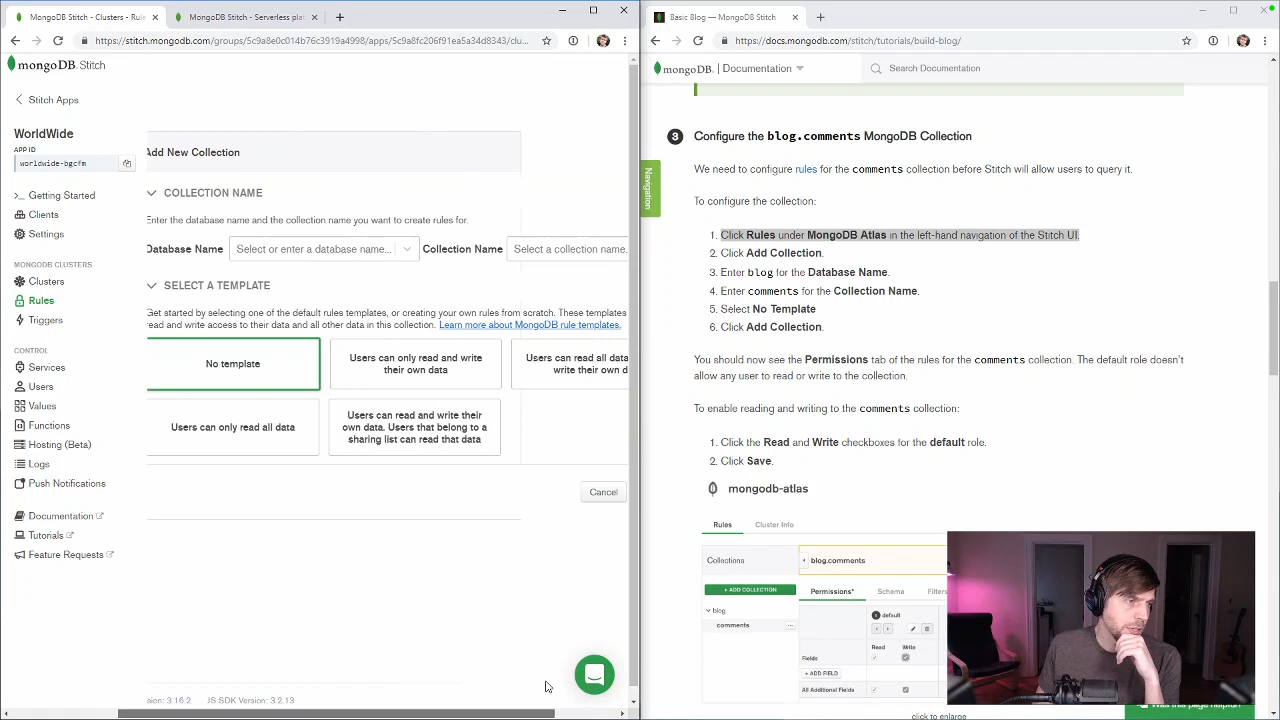 MongoDB Stitch - Clusters - Rules
MongoDB Stitch - Serverless pla
https://stitch.mongodb.com/groups/5c9a8e0c014b76c3919a4998/apps/5c9a8fc206f91ea5a34d8343/clu...
mongoDB. Stitch
Stitch Apps
WorldWide
APP ID
worldwide-bgcfm
Getting Started
Clients
Settings
MONGODB CLUSTERS
Clusters
Rules
Triggers
CONTROL
Services
Users
Values
Functions
Hosting (Beta)
Logs
Push Notifications
Documentation
Tutorials
Feature Requests
Add New Collection
COLLECTION NAME
Enter the database name and the collection name you want to create rules for.
Database Name
Select or enter a database name...
Collection Name
Select a collection name.
SELECT A TEMPLATE
Get started by selecting one of the default rules templates, or creating your own rules from scratch. These templates
read and write access to their data and all other data in this collection. Learn more about MongoDB rule templates.
No template
Users can only read and write
their own data
Users can read all data
write their own d
Users can only read all data
Users can read and write their
own data. Users that belong to a
sharing list can read that data
Cancel
ersion: 3.16.2 JS SDK Version: 3.2.13
Basic Blog — MongoDB Stitch
https://docs.mongodb.com/stitch/tutorials/build-blog/
mongoDB. | Documentation
Search Documentation
Navigation
3 Configure the blog.comments MongoDB Collection
We need to configure rules for the comments collection before Stitch will allow users to query it.
To configure the collection:
1. Click Rules under MongoDB Atlas in the left-hand navigation of the Stitch UI.
2. Click Add Collection.
3. Enter blog for the Database Name.
4. Enter comments for the Collection Name.
5. Select No Template
6. Click Add Collection.
You should now see the Permissions tab of the rules for the comments collection. The default role doesn't
allow any user to read or write to the collection.
To enable reading and writing to the comments collection:
1. Click the Read and Write checkboxes for the default role.
2. Click Save.
mongodb-atlas
Rules
Cluster Info
Collections
blog.comments
+ ADD COLLECTION
Permissions*
Schema
Filters
blog
comments
1 default
Read
Write
Fields
+ ADD FIELD
All Additional Fields
click to enlarge
Was this page helpful?